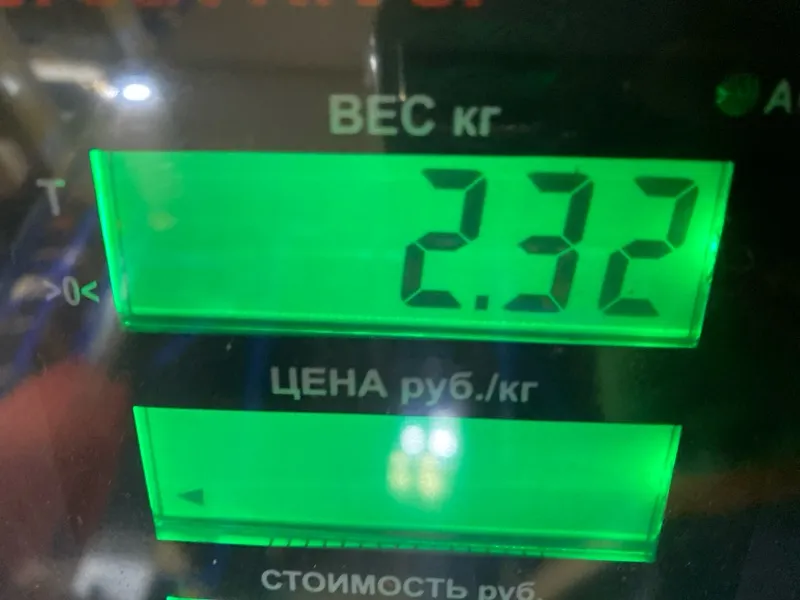 ВЕС кг
T
2.32
>0<
ЦЕНА руб./кг
СТОИМОСТЬ руб.